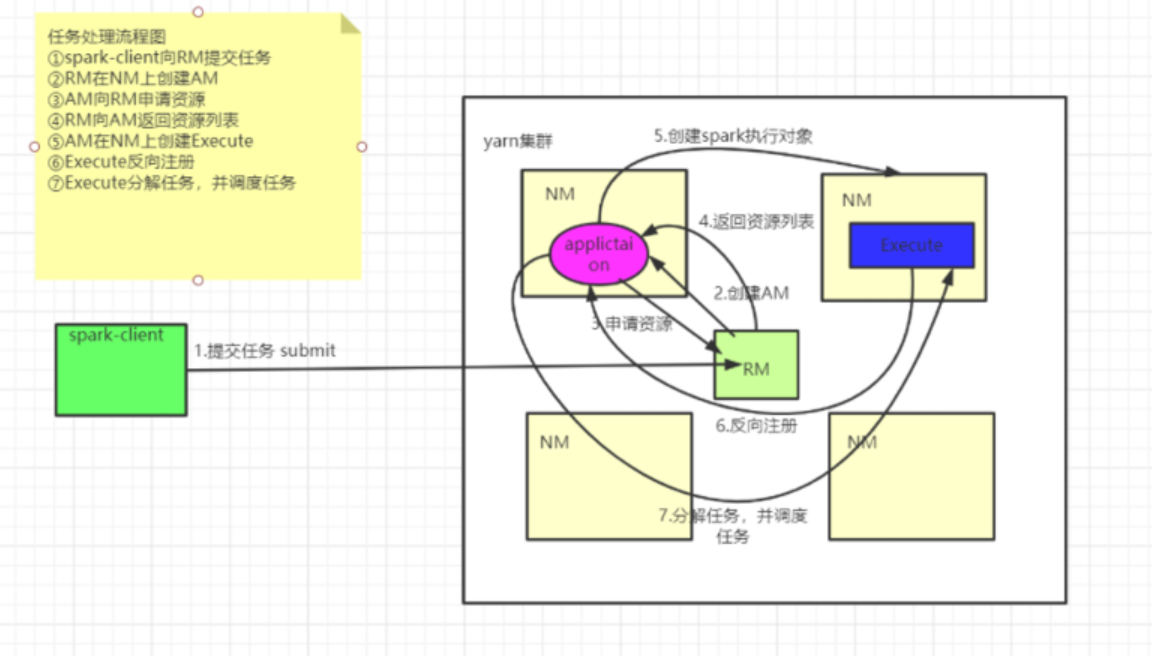 任务处理流程图
①spark-client向RM提交任务
②RM在NM上创建AM
③AM向RM申请资源
④RM向AM返回资源列表
⑤AM在NM上创建Execute
⑥Execute反向注册
⑦Execute分解任务，并调度任务
yarn集群
5.创建spark执行对象
NM
NM
4.返回资源列表
applictai
on
Execute
2.创建AM
3.申请资源
spark-client
1.提交任务 submit
RM
6.反向注册
NM
NM
7.分解任务，并调度
任务